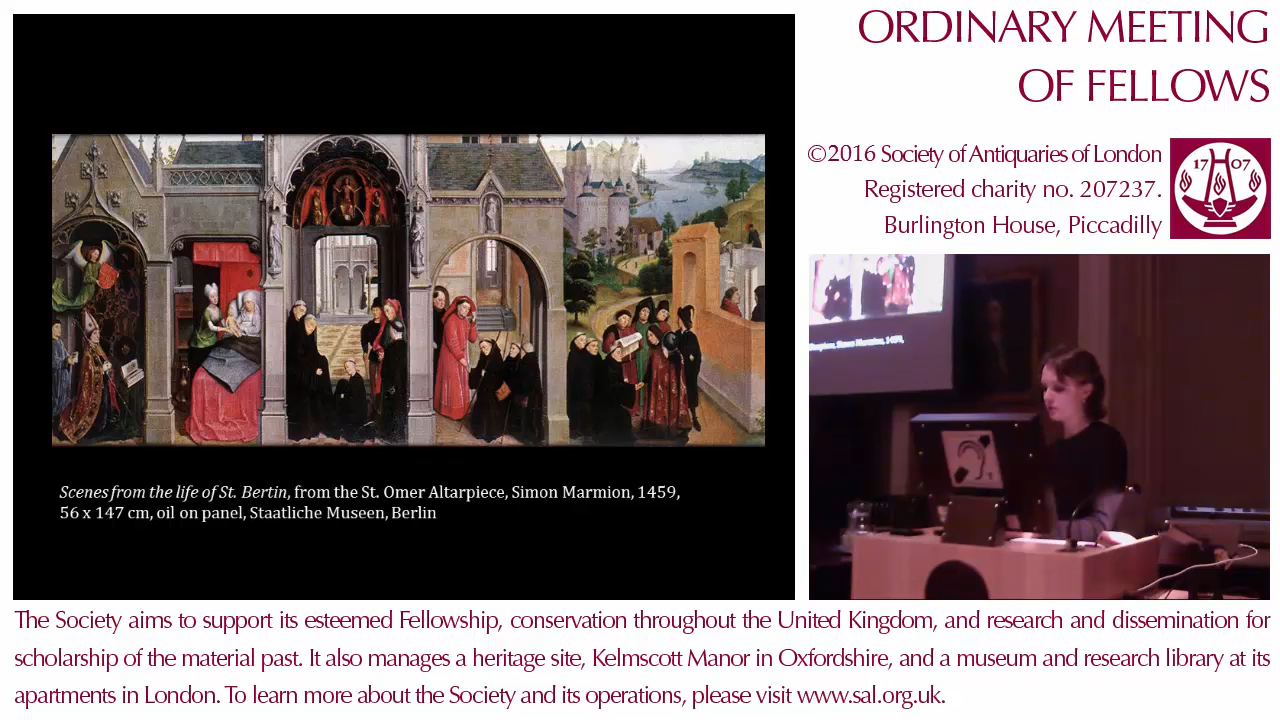 ORDINARY MEETING
OF FELLOWS
©2016 Society of Antiquaries of London
Registered charity no. 207237.
Burlington House, Piccadilly
17 07
Scenes from the life of St. Bertin, from the St. Omer Altarpiece, Simon Marmion, 1459,
56 x 147 cm, oil on panel, Staatliche Museen, Berlin
Simon Marmion, 1459,
The Society aims to support its esteemed Fellowship, conservation throughout the United Kingdom, and research and dissemination for
scholarship of the material past. It also manages a heritage site, Kelmscott Manor in Oxfordshire, and a museum and research library at its
apartments in London. To learn more about the Society and its operations, please visit www.sal.org.uk.